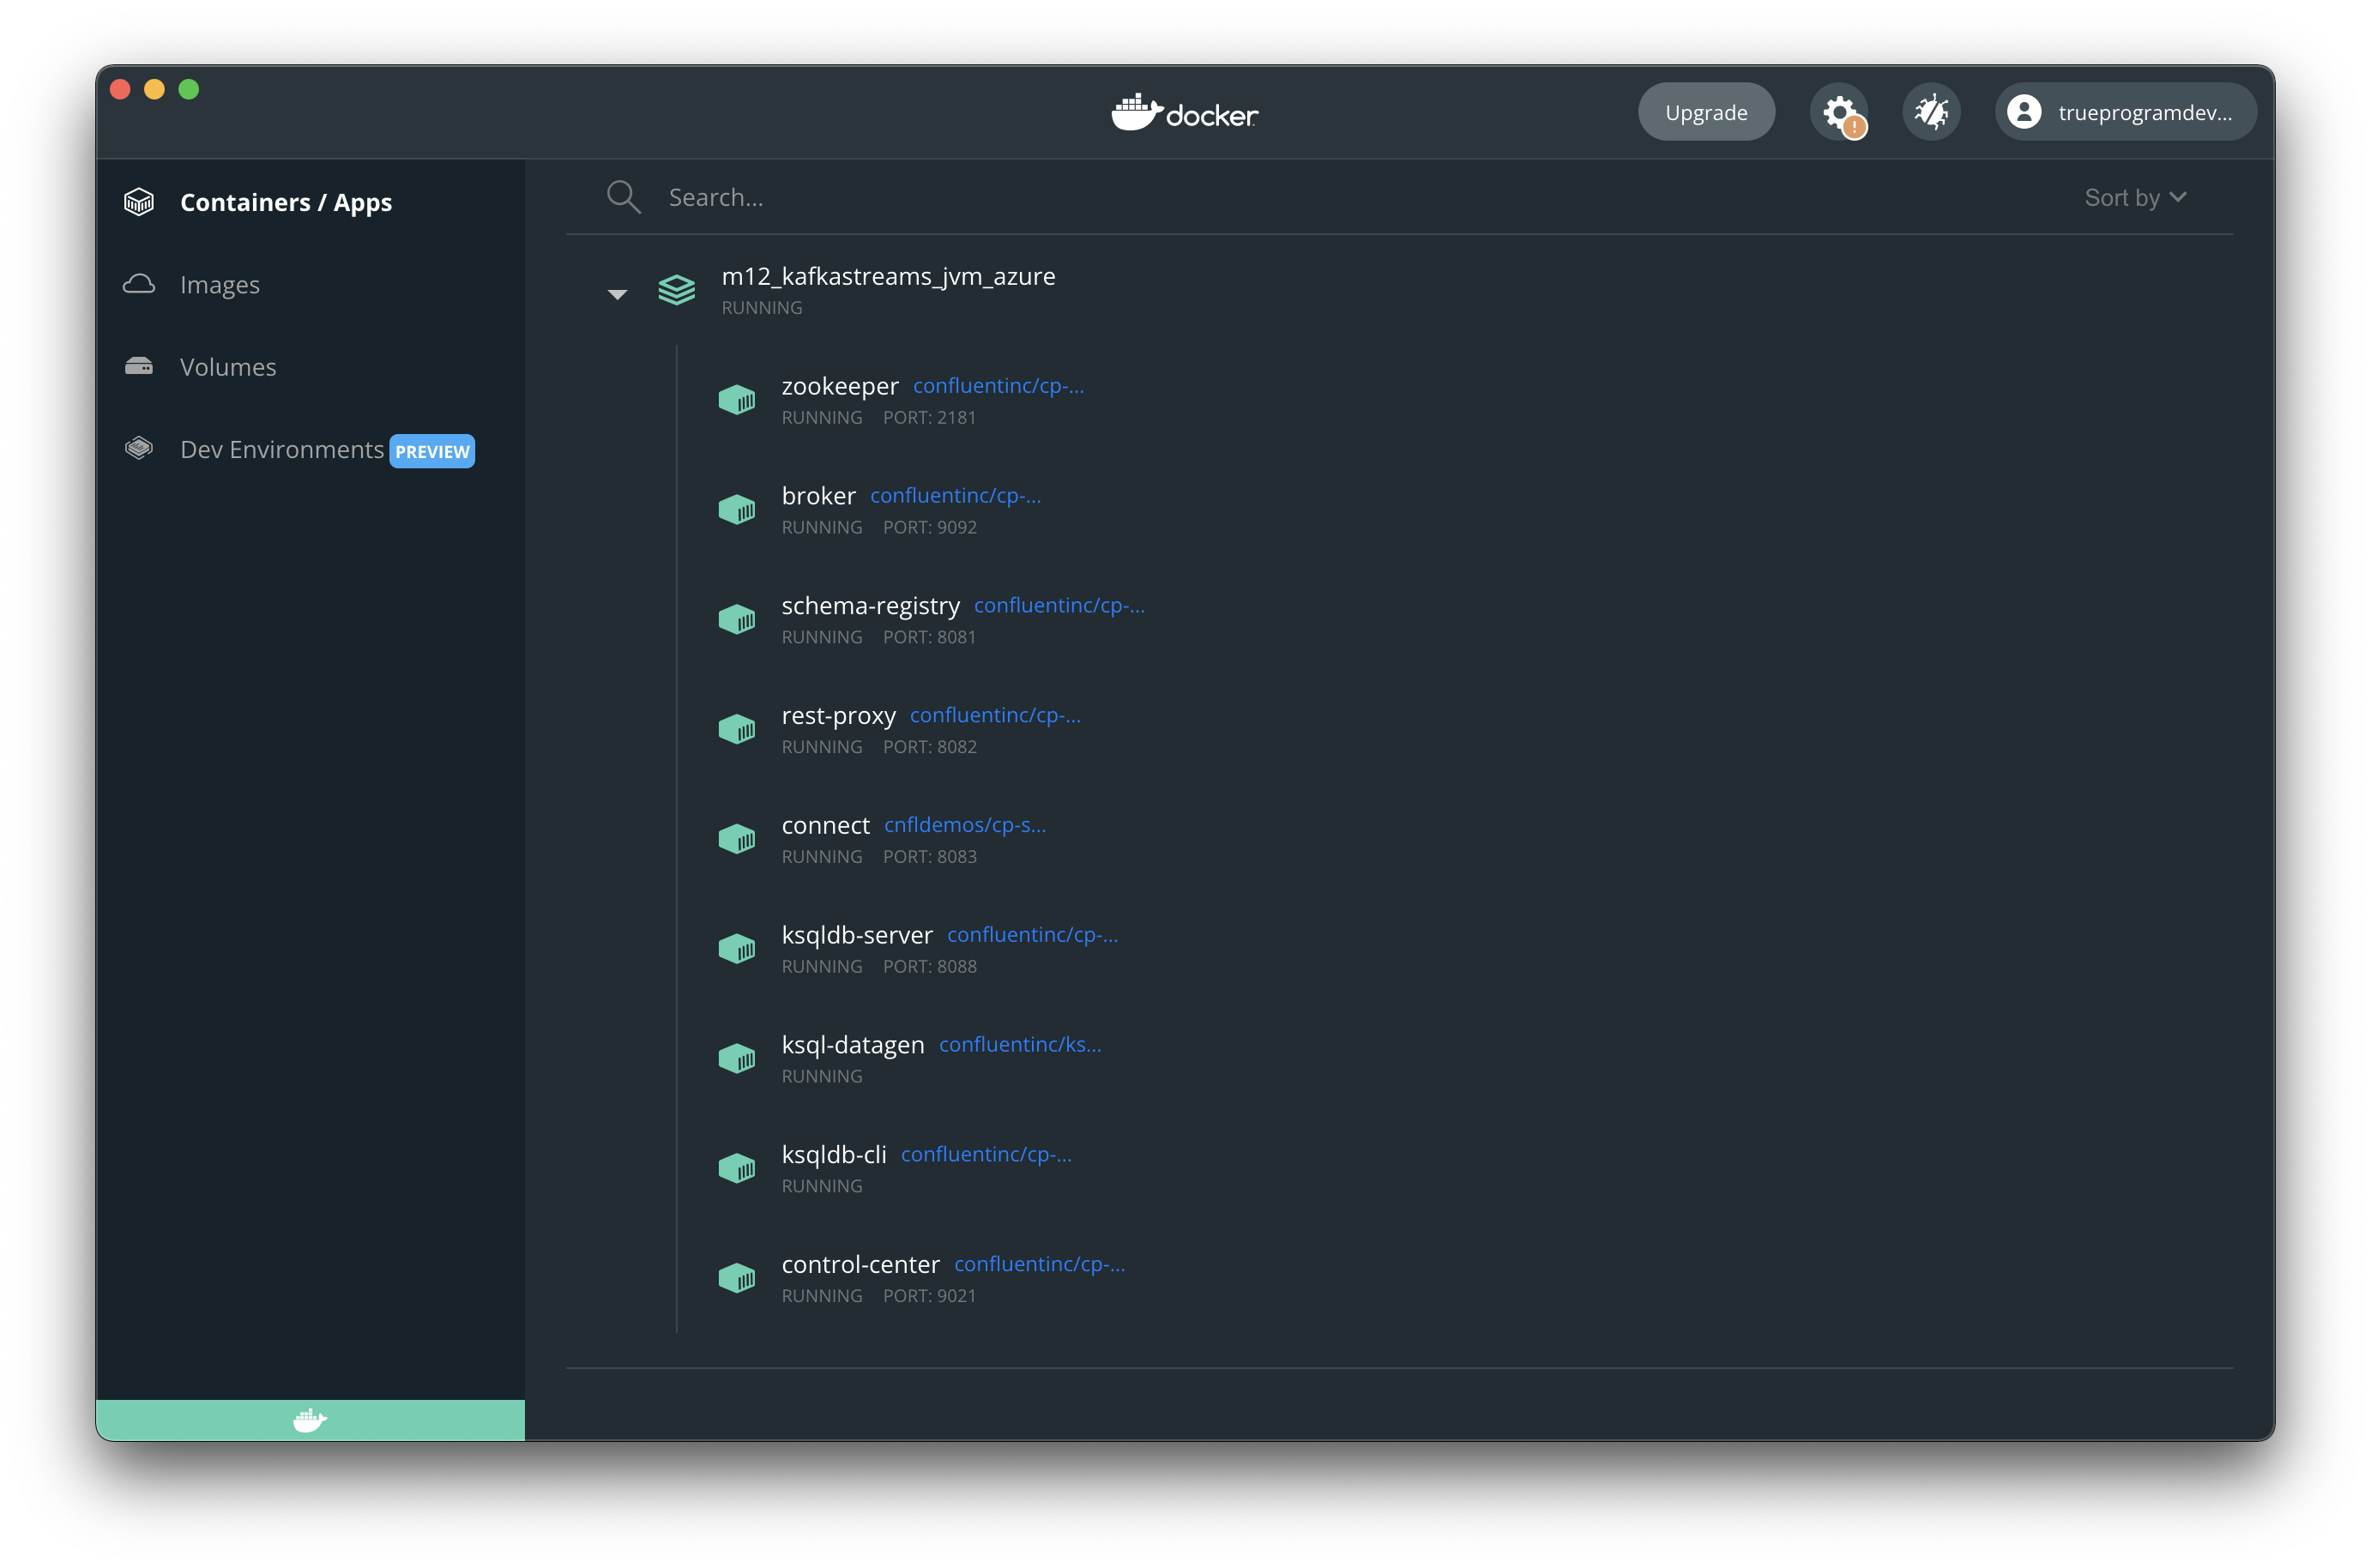 docker
Upgrade
trueprogramdev...
Containers / Apps
Images
Volumes
Dev Environments PREVIEW
Search...
Sort by
m12_kafkastreams_jvm_azure
RUNNING
zookeeper confluentinc/cp-...
RUNNING PORT: 2181
broker confluentinc/cp-...
RUNNING PORT: 9092
schema-registry confluentinc/cp-...
RUNNING PORT: 8081
rest-proxy confluentinc/cp-...
RUNNING PORT: 8082
connect cnfldemos/cp-s...
RUNNING PORT: 8083
ksqldb-server confluentinc/cp-...
RUNNING PORT: 8088
ksql-datagen confluentinc/ks...
RUNNING
ksqldb-cli confluentinc/cp-...
RUNNING
control-center confluentinc/cp-...
RUNNING PORT: 9021